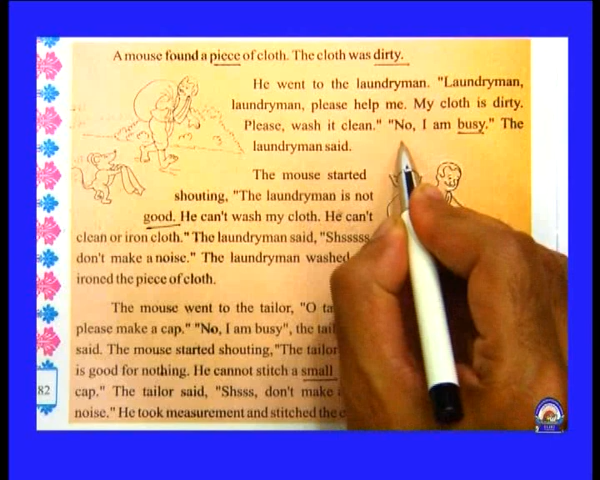 A mouse found a piece of cloth. The cloth was dirty.
He went to the laundryman. "Laundryman,
laundryman, please help me. My cloth is dirty.
Please, wash it clean." "No, I am busy." The
laundryman said.
The mouse started
shouting, "The laundryman is not
good. He can't wash my cloth. He can't
clean or iron cloth." The laundryman said, "Shsssss
don't make a noise." The laundryman washed
ironed the piece of cloth.
The mouse went to the tailor, "O
please make a cap." "No, I am busy", the
said. The mouse started shouting, "The tailor
is good for nothing. He cannot stitch a small
cap." The tailor said, "Shsss, don't make
noise." He took measurement and stitched the
82